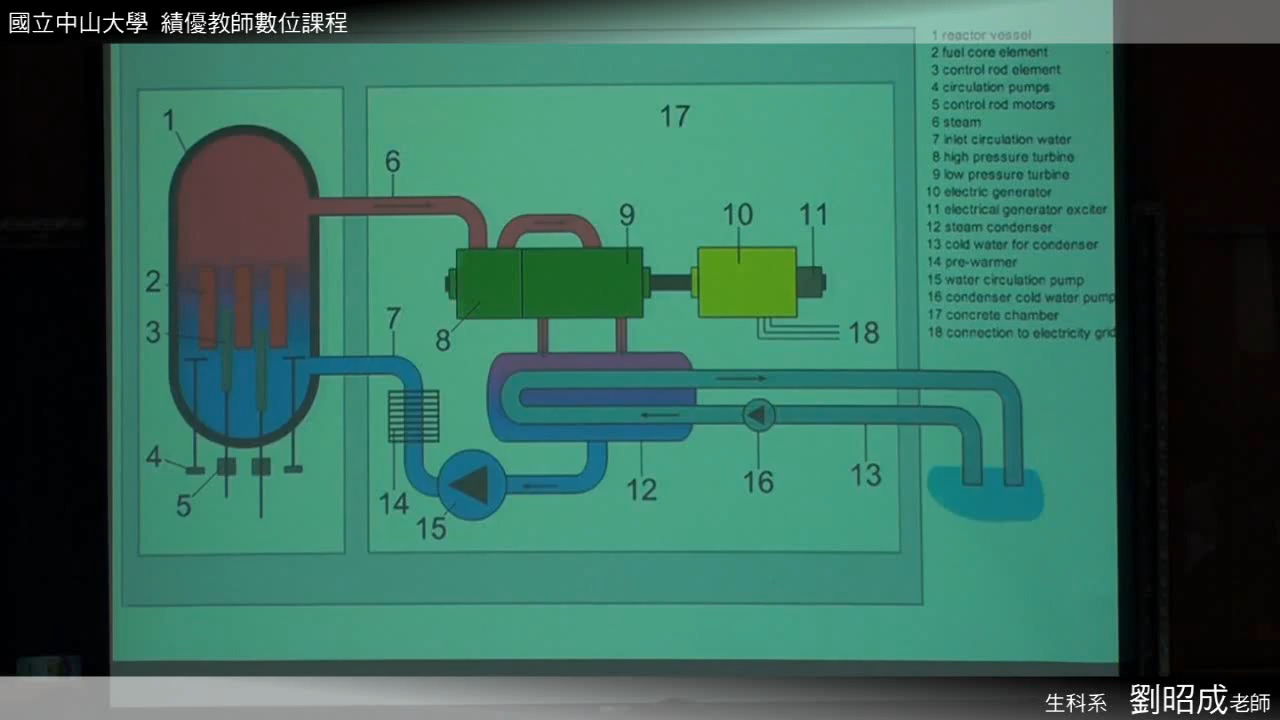 國立中山大學 績優教師數位課程
1 reactor vessel
2 fuel core element
3 control rod element
4 circulation pumps
5 control rod motors
6 steam
7 inlet circulation water
8 high pressure turbine
9 low pressure turbine
10 electric generator
11 electrical generator exciter
12 steam condenser
13 cold water for condenser
14 pre-warmer
15 water circulation pump
16 condenser cold water pump
17 concrete chamber
18 connection to electricity grid
1
17
6
9
10
11
2
3
7
8
18
4
5
14
15
12
16
13
生科系 劉昭成老師